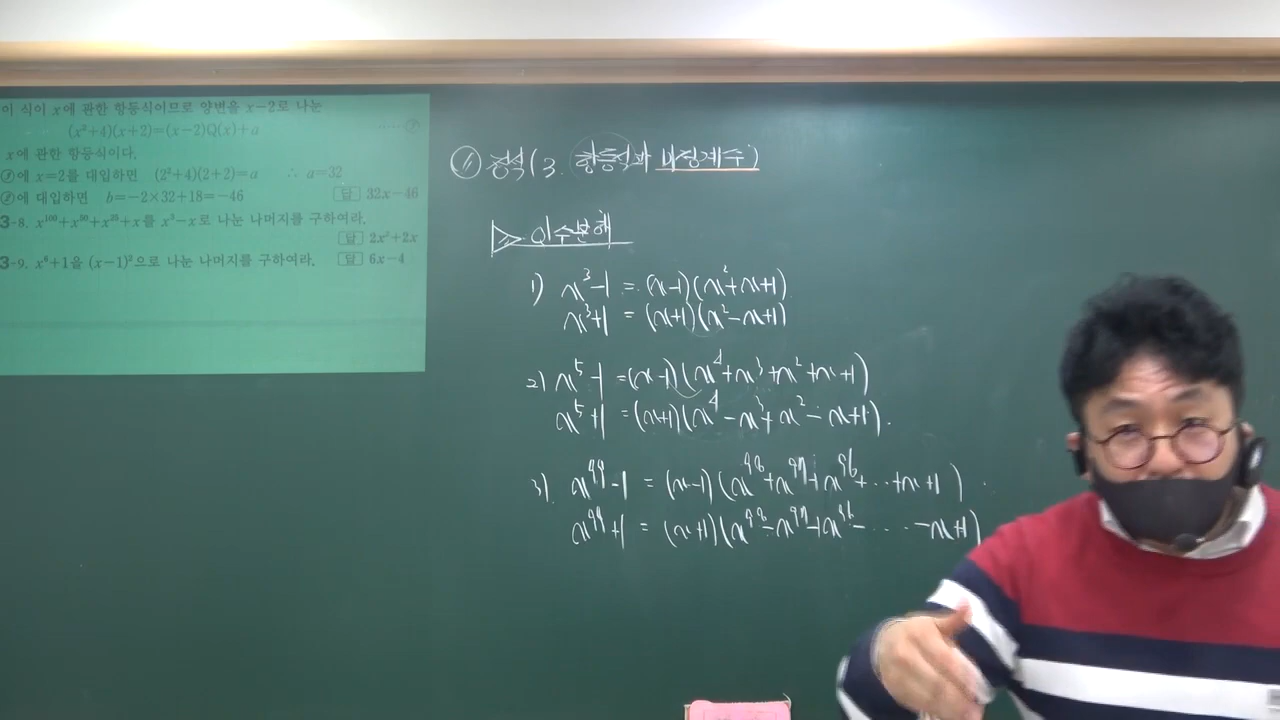 이 식이 x에 관한 항등식이므로 양변을 x−2로 나눈
(x²+4)(x+2)=(x−2)Q(x)+a ……②
x에 관한 항등식이다.
②에 x=2를 대입하면 (2²+4)(2+2)=a ∴ a=32
에 대입하면 b=−2×32+18=−46 답 32x−46
3-8. x¹⁰⁰+x⁵⁰+x²⁵+x를 x³−x로 나눈 나머지를 구하여라.
답 2x²+2x
3-9. x⁶+1을 (x−1)²으로 나눈 나머지를 구하여라. 답 6x−4
정석(3. 항등식과 미정계수)
인수분해
1) x³−1 = (x−1)(x²+x+1)
x³+1 = (x+1)(x²−x+1)
2) x⁵−1 =(x−1)(x⁴+x³+x²+x+1)
x⁵+1 =(x+1)(x⁴−x³+x²−x+1).
3) x⁹⁹−1 = (x−1)(x⁹⁸+x⁹⁷+x⁹⁶+…+x+1)
x⁹⁹+1 = (x+1)(x⁹⁸−x⁹⁷+x⁹⁶−….−x+1)